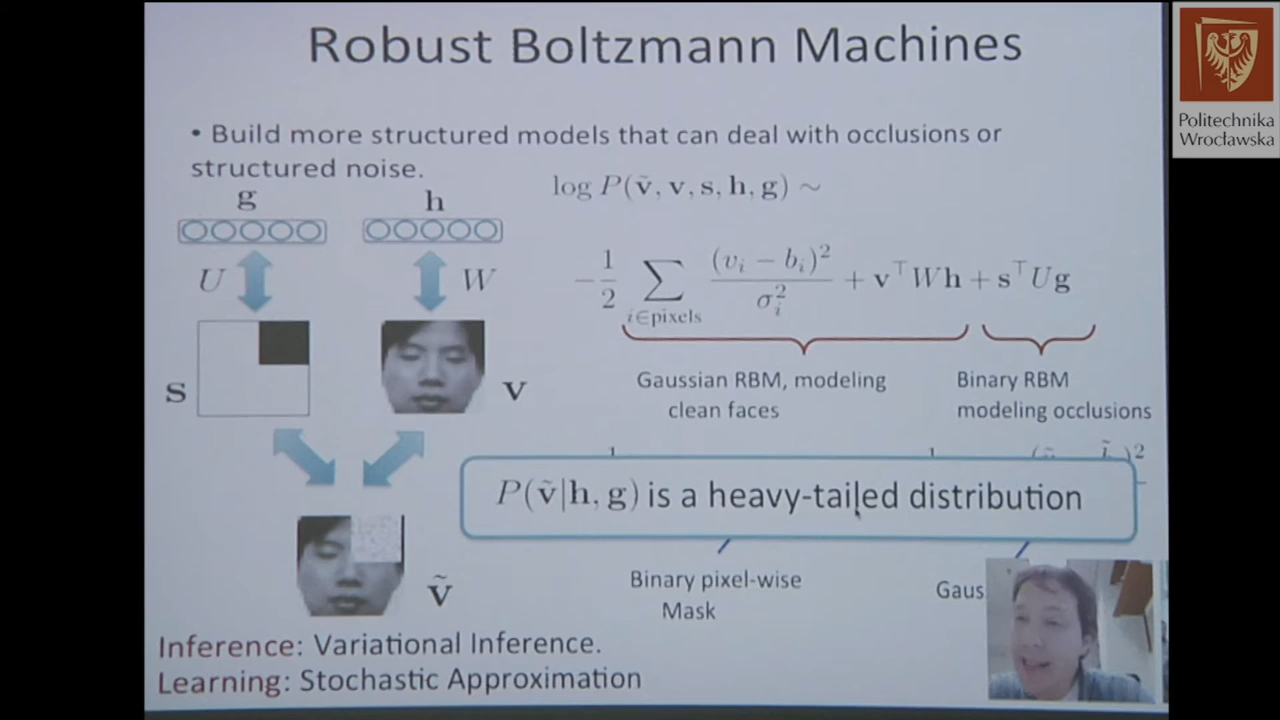 Robust Boltzmann Machines
• Build more structured models that can deal with occlusions or
structured noise.
g
h
log P(ṽ, v, s, h, g) ∼
U
W
−1/2 ∑_{i∈pixels} (v_i − b_i)²/σ_i² + v^⊤Wh + s^⊤Ug
s
v
Gaussian RBM, modeling
clean faces
Binary RBM
modeling occlusions
P(ṽ|h, g) is a heavy-tailed distribution
ṽ
Binary pixel-wise
Mask
Gaus
Inference: Variational Inference.
Learning: Stochastic Approximation
Politechnika
Wrocławska